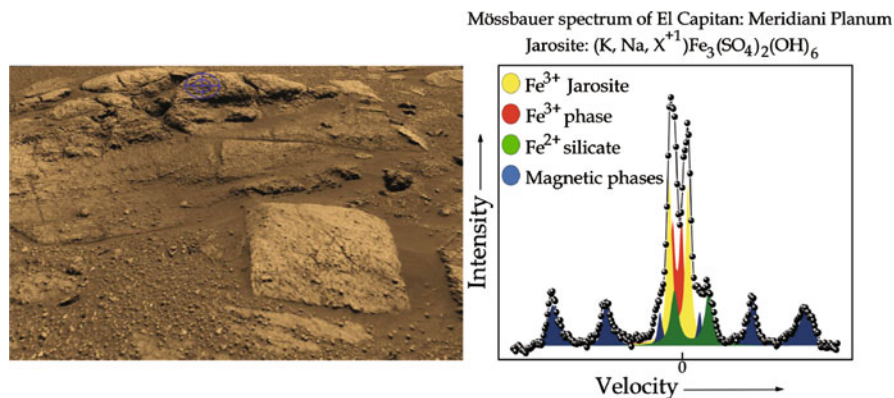 Mössbauer spectrum of El Capitan: Meridiani Planum
Jarosite: (K, Na, X⁺¹)Fe₃(SO₄)₂(OH)₆
Fe³⁺ Jarosite
Fe³⁺ phase
Fe²⁺ silicate
Magnetic phases
Intensity
0
Velocity